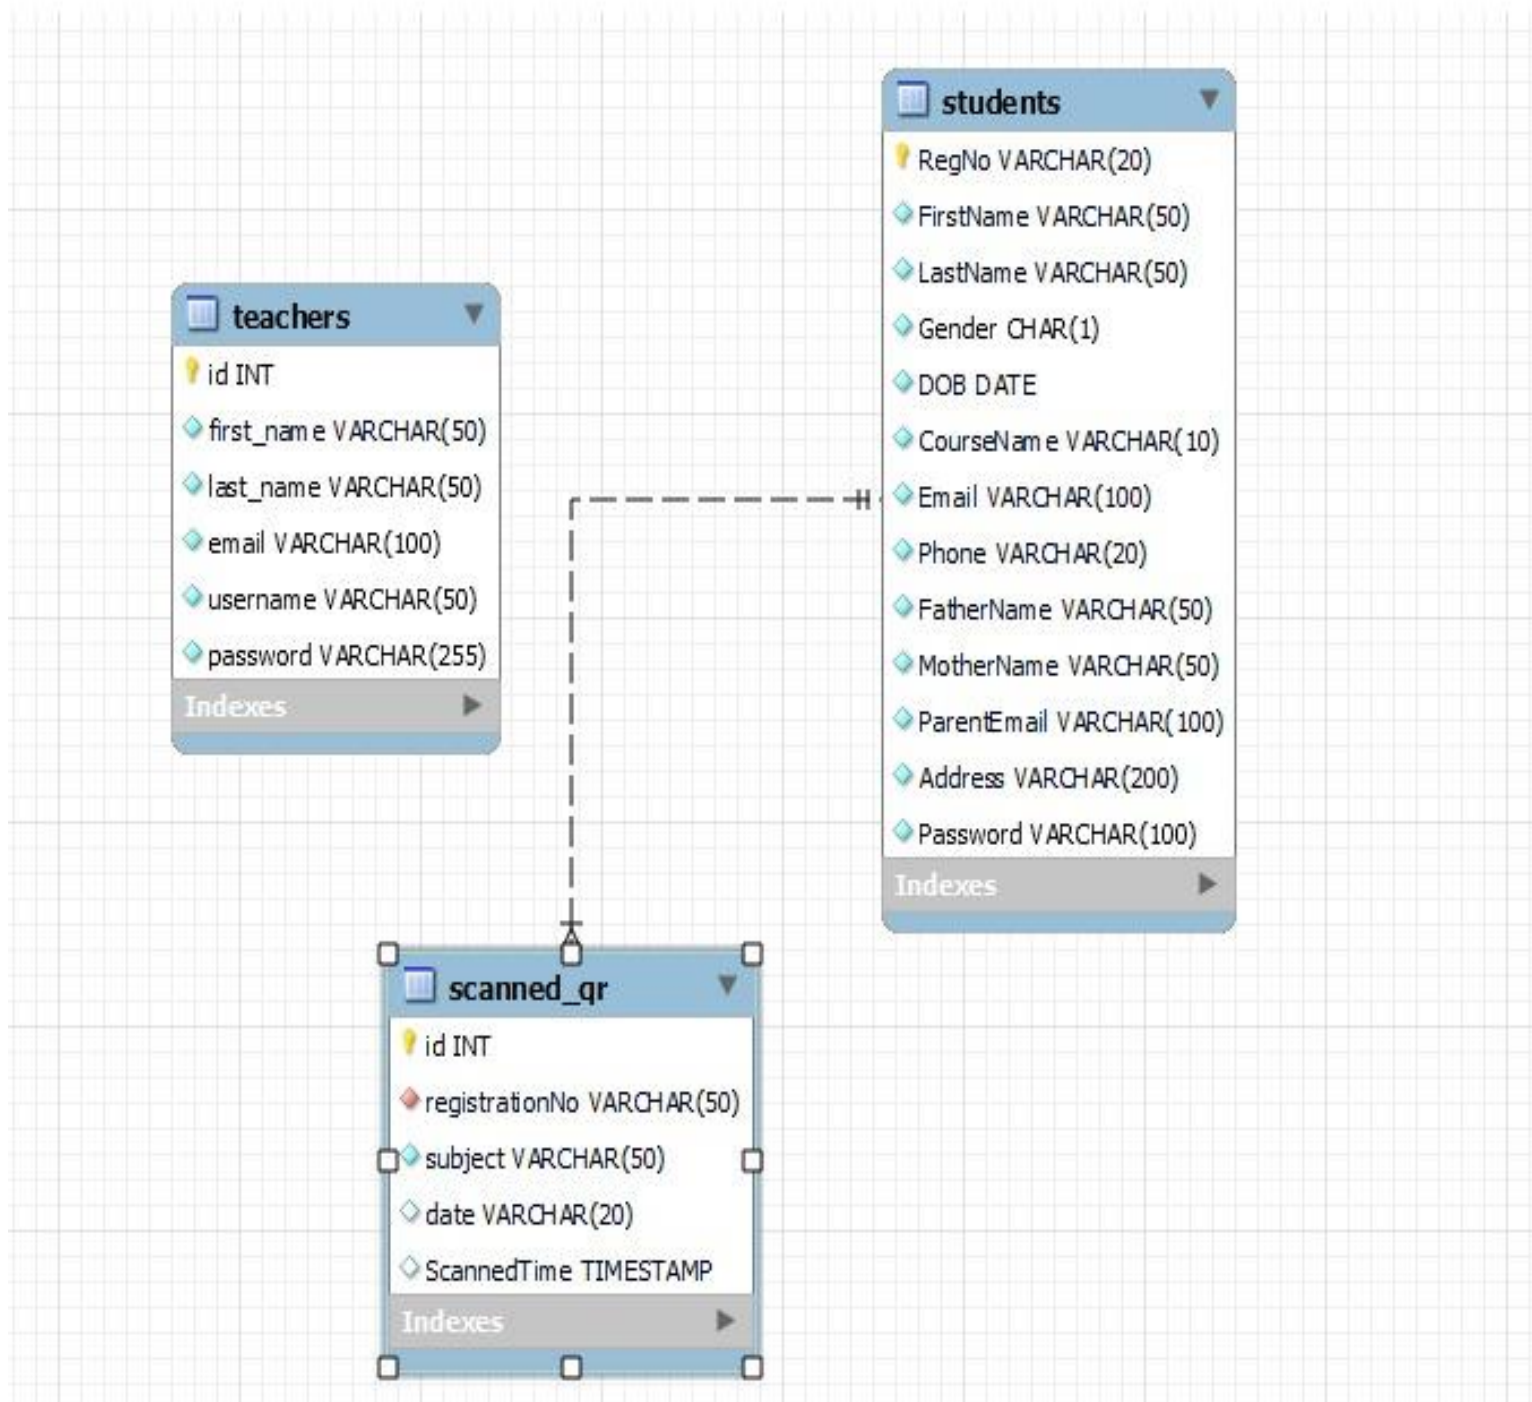 students
RegNo VARCHAR(20)
FirstName VARCHAR(50)
LastName VARCHAR(50)
Gender CHAR(1)
DOB DATE
CourseName VARCHAR(10)
Email VARCHAR(100)
Phone VARCHAR(20)
FatherName VARCHAR(50)
MotherName VARCHAR(50)
ParentEmail VARCHAR(100)
Address VARCHAR(200)
Password VARCHAR(100)
Indexes
teachers
id INT
first_name VARCHAR(50)
last_name VARCHAR(50)
email VARCHAR(100)
username VARCHAR(50)
password VARCHAR(255)
Indexes
scanned_qr
id INT
registrationNo VARCHAR(50)
subject VARCHAR(50)
date VARCHAR(20)
ScannedTime TIMESTAMP
Indexes